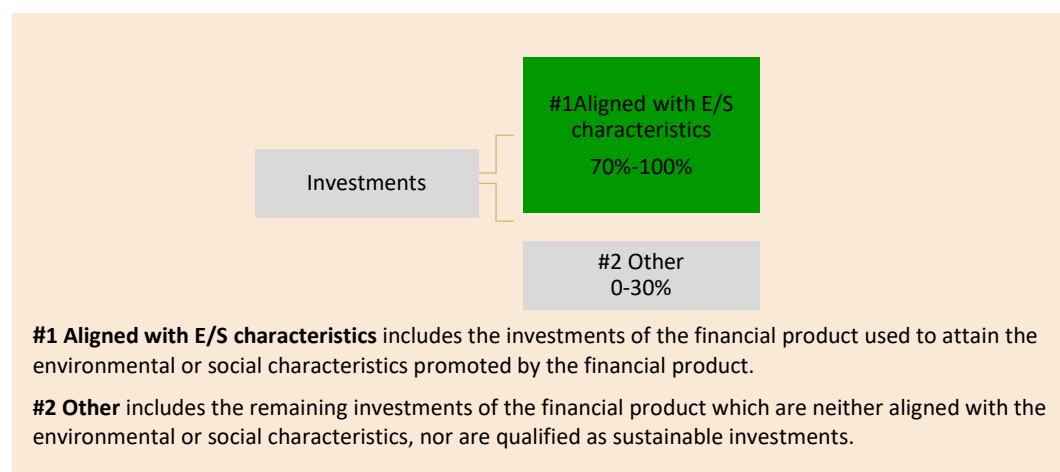 #1Aligned with E/S
characteristics
70%-100%
Investments
#2 Other
0-30%
#1 Aligned with E/S characteristics includes the investments of the financial product used to attain the
environmental or social characteristics promoted by the financial product.
#2 Other includes the remaining investments of the financial product which are neither aligned with the
environmental or social characteristics, nor are qualified as sustainable investments.